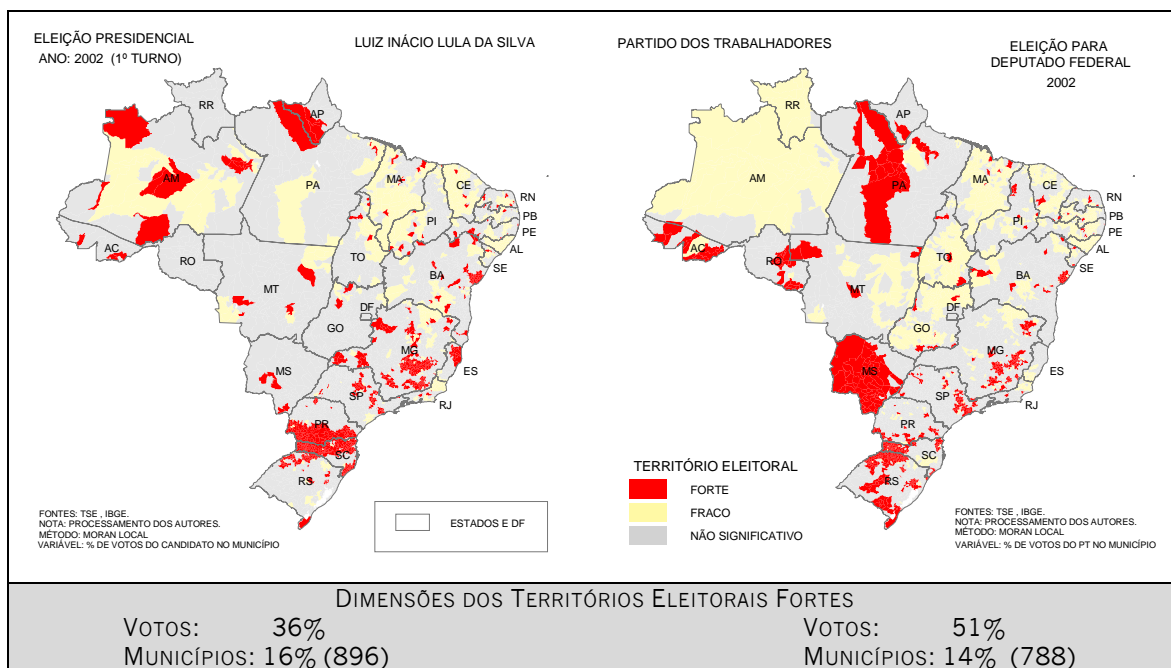 ELEIÇÃO PRESIDENCIAL
ANO: 2002 (1º TURNO)
LUIZ INÁCIO LULA DA SILVA
RR
AP
AM
PA
MA
CE
RN
PB
PE
AL
SE
PI
AC
RO
TO
BA
MT
DF
GO
MG
ES
MS
SP
RJ
PR
SC
RS
FONTES: TSE , IBGE.
NOTA: PROCESSAMENTO DOS AUTORES.
MÉTODO: MORAN LOCAL
VARIÁVEL: % DE VOTOS DO CANDIDATO NO MUNICÍPIO
ESTADOS E DF
PARTIDO DOS TRABALHADORES
ELEIÇÃO PARA
DEPUTADO FEDERAL
2002
RR
AP
AM
PA
MA
CE
RN
PB
PE
AL
SE
PI
AC
RO
TO
BA
MT
DF
GO
MG
ES
MS
SP
RJ
PR
SC
RS
TERRITÓRIO ELEITORAL
FORTE
FRACO
NÃO SIGNIFICATIVO
FONTES: TSE , IBGE.
NOTA: PROCESSAMENTO DOS AUTORES.
MÉTODO: MORAN LOCAL
VARIÁVEL: % DE VOTOS DO PT NO MUNICÍPIO
DIMENSÕES DOS TERRITÓRIOS ELEITORAIS FORTES
VOTOS: 36%
MUNICÍPIOS: 16% (896)
VOTOS: 51%
MUNICÍPIOS: 14% (788)